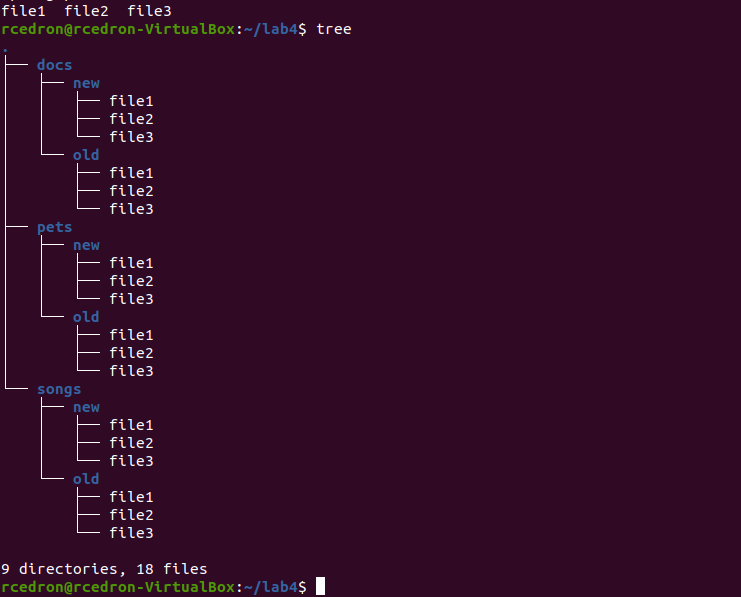 file1  file2  file3
rcedron@rcedron-VirtualBox:~/lab4$ tree
.
├── docs
│   ├── new
│   │   ├── file1
│   │   ├── file2
│   │   └── file3
│   └── old
│       ├── file1
│       ├── file2
│       └── file3
├── pets
│   ├── new
│   │   ├── file1
│   │   ├── file2
│   │   └── file3
│   └── old
│       ├── file1
│       ├── file2
│       └── file3
└── songs
    ├── new
    │   ├── file1
    │   ├── file2
    │   └── file3
    └── old
        ├── file1
        ├── file2
        └── file3

9 directories, 18 files
rcedron@rcedron-VirtualBox:~/lab4$